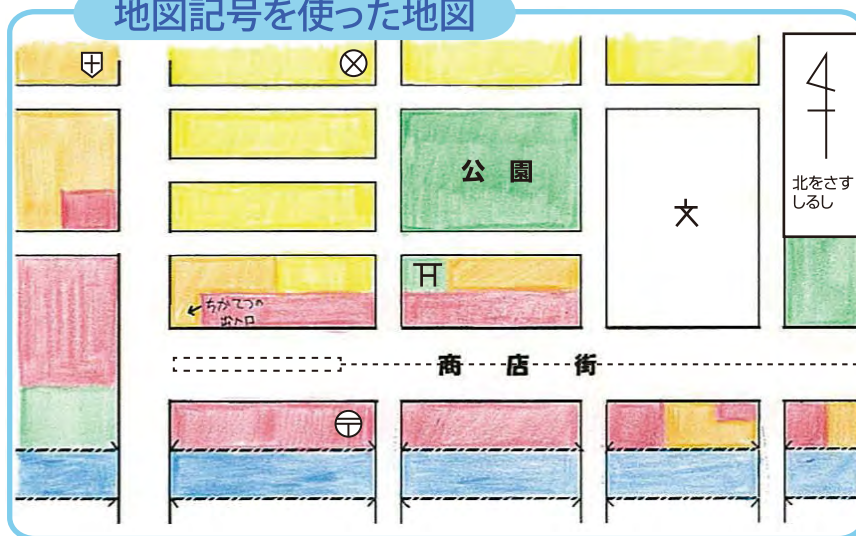 地図記号を使った地図
公園
北をさす
しるし
ちかてつの
出入口
商店街